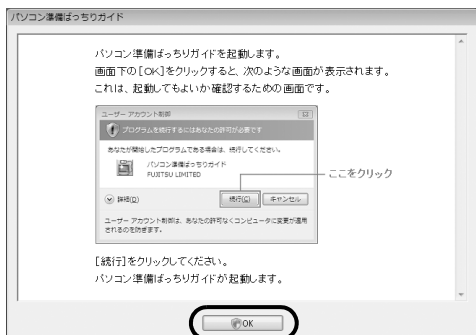 パソコン準備ばっちりガイド
パソコン準備ばっちりガイドを起動します。
画面下の[OK]をクリックすると、次のような画面が表示されます。
これは、起動してもよいか確認するための画面です。
ユーザー アカウント制御
プログラムを続行するにはあなたの許可が必要です
あなたが開始したプログラムである場合は、続行してください。
パソコン準備ばっちりガイド
FUJITSU LIMITED
ここをクリック
詳細(D)
続行(C)
キャンセル
ユーザー アカウント制御は、あなたの許可なくコンピュータに変更が適用
されるのを防ぎます。
[続行]をクリックしてください。
パソコン準備ばっちりガイドが起動します。
OK